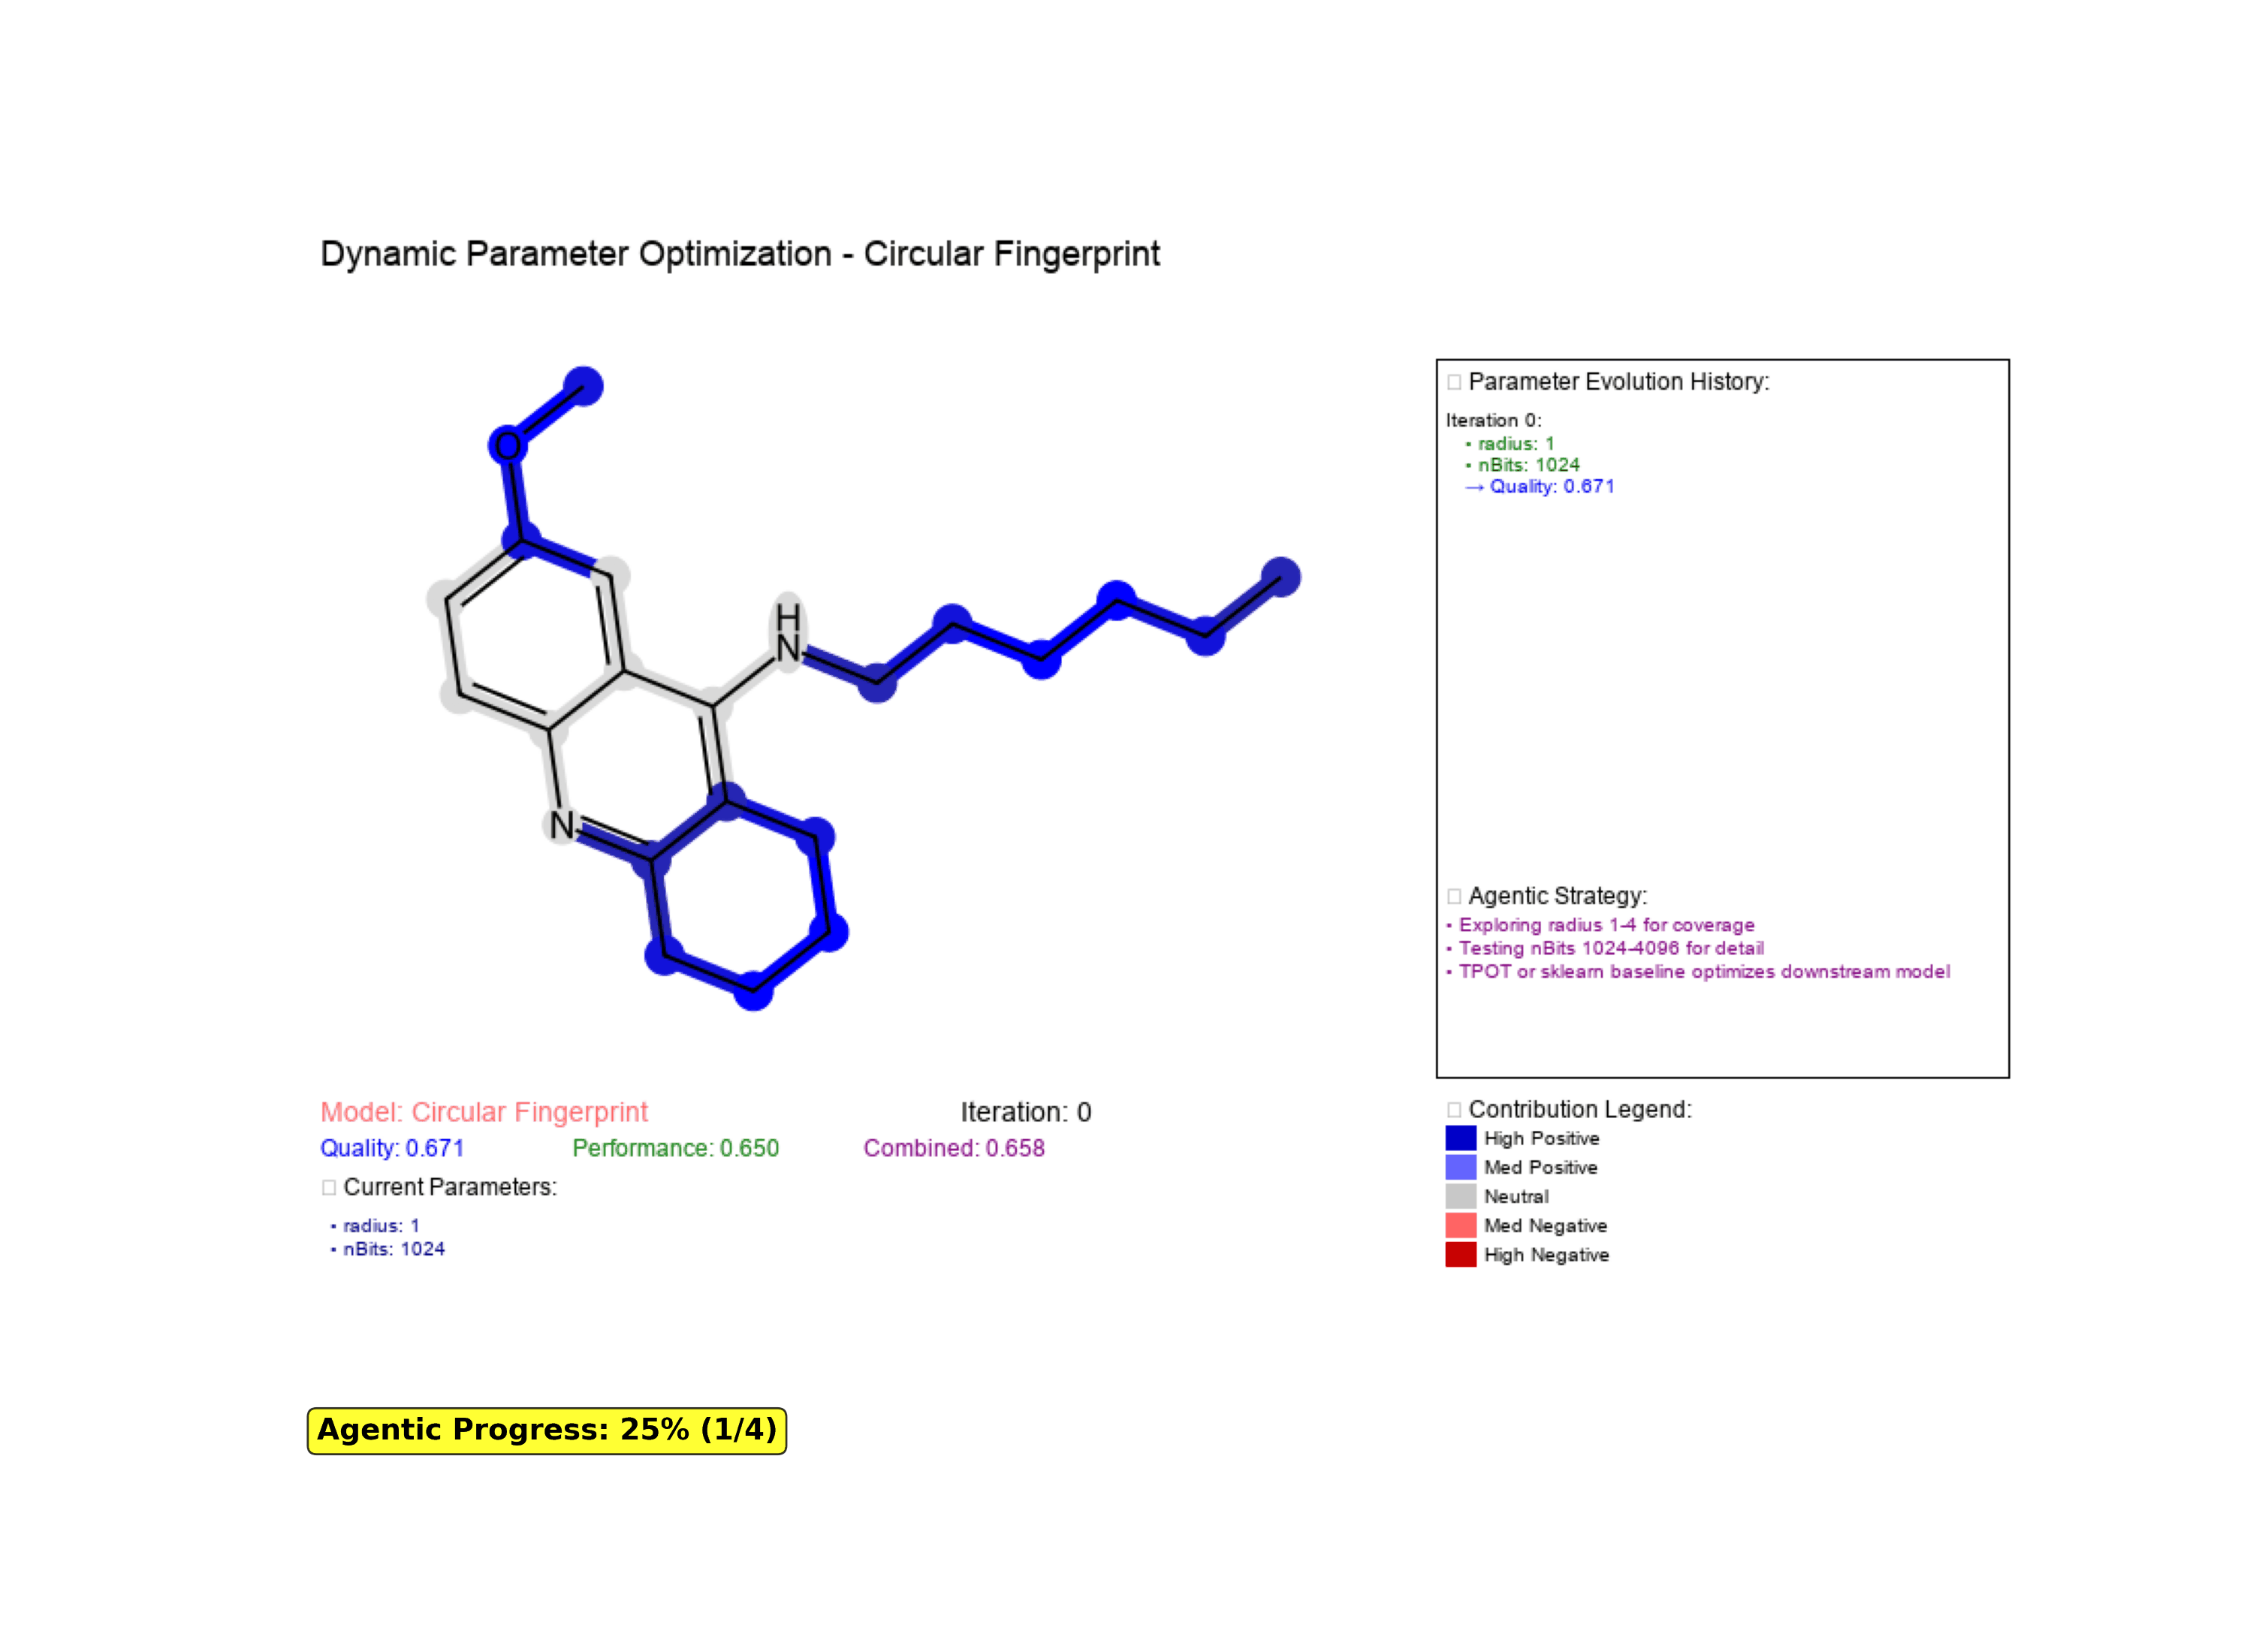 Dynamic Parameter Optimization - Circular Fingerprint
O
H
N
N
□ Parameter Evolution History:
Iteration 0:
• radius: 1
• nBits: 1024
→ Quality: 0.671
□ Agentic Strategy:
• Exploring radius 1-4 for coverage
• Testing nBits 1024-4096 for detail
• TPOT or sklearn baseline optimizes downstream model
Model: Circular Fingerprint Iteration: 0
Quality: 0.671 Performance: 0.650 Combined: 0.658
□ Current Parameters:
• radius: 1
• nBits: 1024
□ Contribution Legend:
High Positive
Med Positive
Neutral
Med Negative
High Negative
Agentic Progress: 25% (1/4)